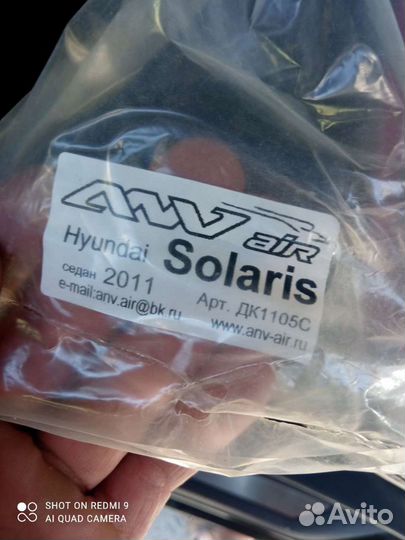 ANV air
Hyundai Solaris
седан 2011 Арт. ДК1105С
e-mail:anv.air@bk.ru www.anv-air.ru
SHOT ON REDMI 9
AI QUAD CAMERA
Avito